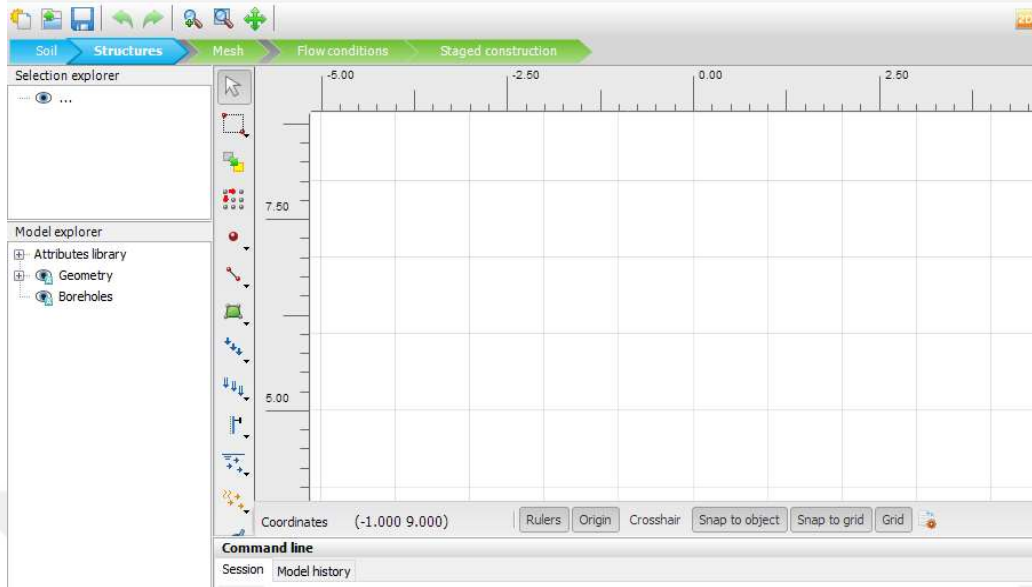 Soil Structures Mesh Flow conditions Staged construction
Selection explorer
...
-5.00 -2.50 0.00 2.50
Model explorer
Attributes library
Geometry
Boreholes
7.50
5.00
Coordinates (-1.000 9.000) Rulers Origin Crosshair Snap to object Snap to grid Grid
Command line
Session Model history